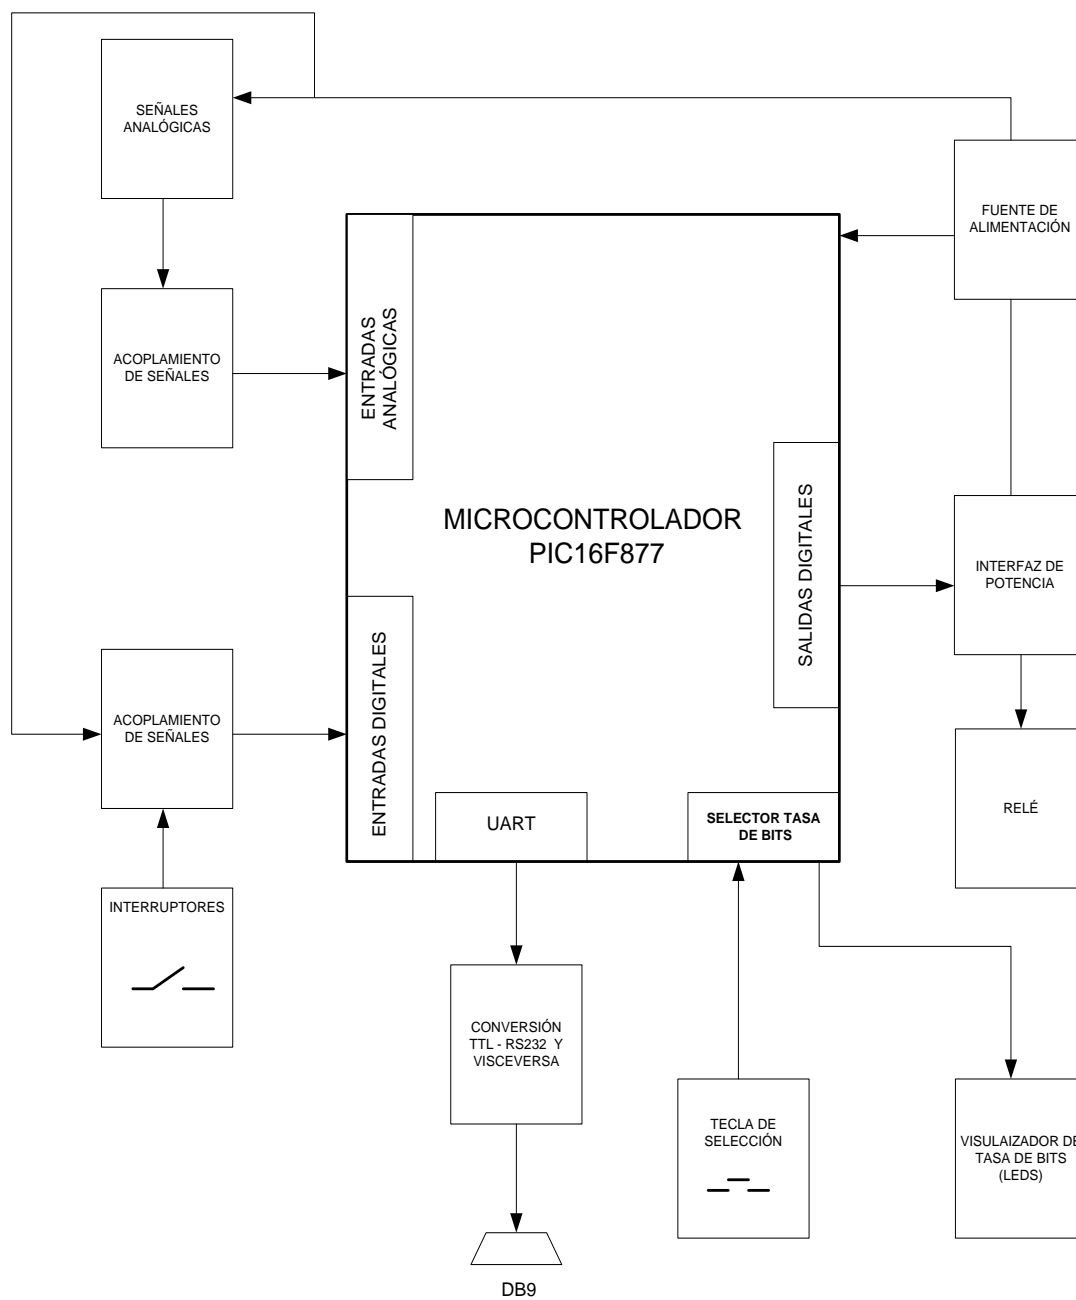 SEÑALES
ANALÓGICAS
FUENTE DE
ALIMENTACIÓN
ENTRADAS
ANALÓGICAS
ACOPLAMIENTO
DE SEÑALES
MICROCONTROLADOR
PIC16F877
SALIDAS DIGITALES
INTERFAZ DE
POTENCIA
ENTRADAS DIGITALES
ACOPLAMIENTO
DE SEÑALES
RELÉ
UART
SELECTOR TASA
DE BITS
INTERRUPTORES
CONVERSIÓN
TTL - RS232 Y
VISCEVERSA
TECLA DE
SELECCIÓN
VISULAIZADOR DE
TASA DE BITS
(LEDS)
DB9